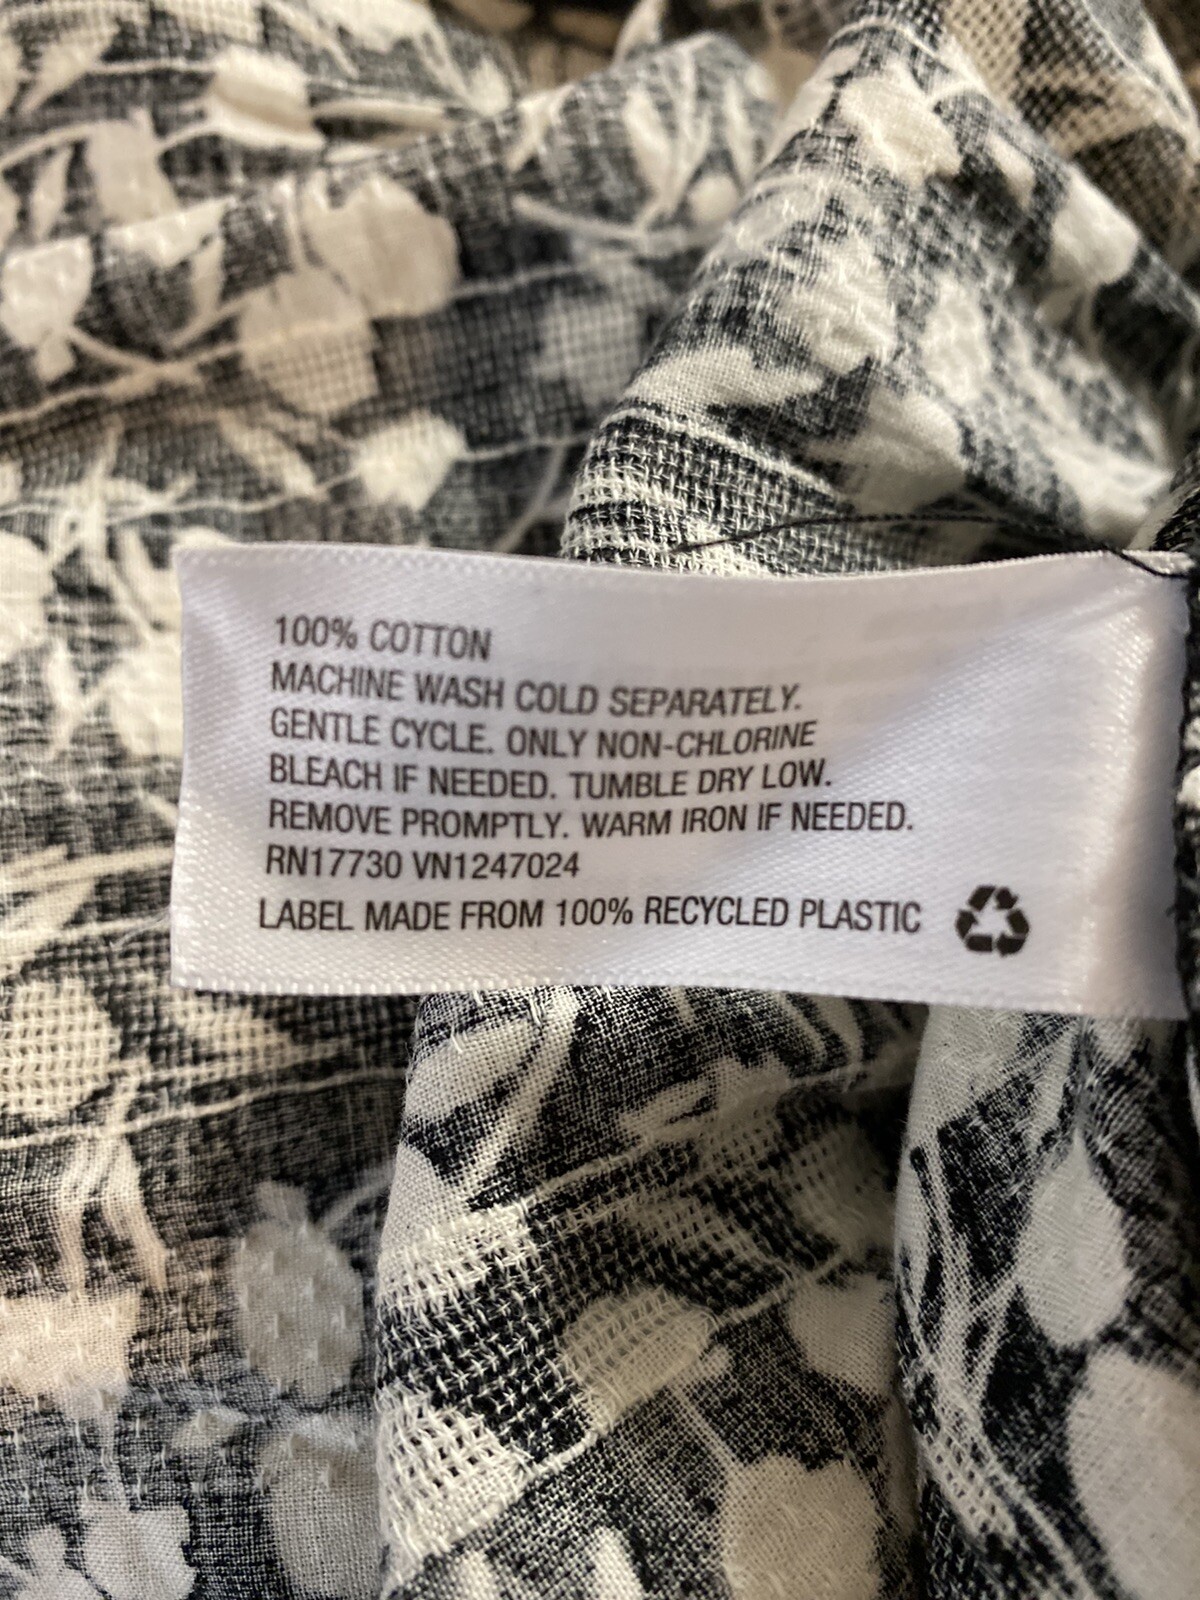 100% COTTON
MACHINE WASH COLD SEPARATELY.
GENTLE CYCLE. ONLY NON-CHLORINE
BLEACH IF NEEDED. TUMBLE DRY LOW.
REMOVE PROMPTLY. WARM IRON IF NEEDED.
RN17730 VN1247024
LABEL MADE FROM 100% RECYCLED PLASTIC